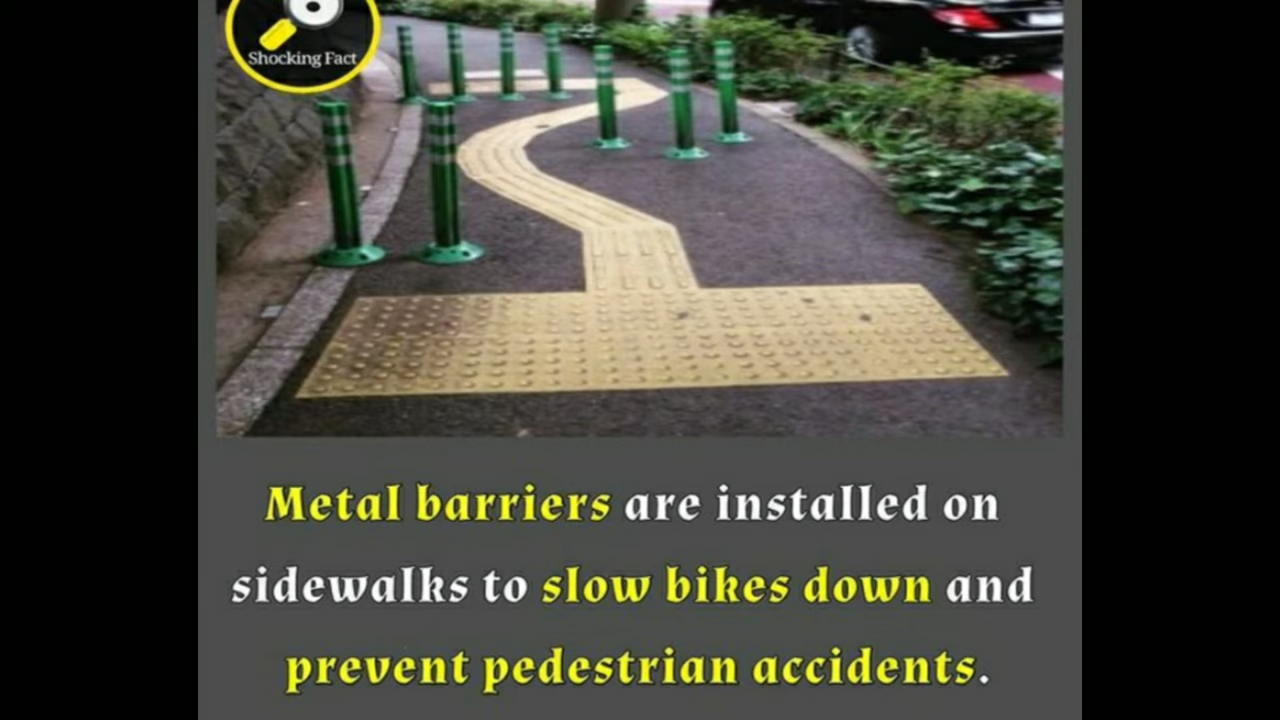 Shocking Fact
Metal barriers are installed on
sidewalks to slow bikes down and
prevent pedestrian accidents.